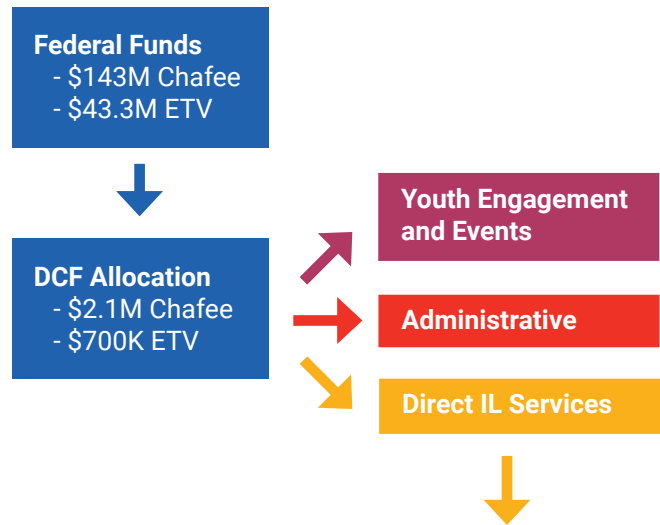 Federal Funds
- $143M Chafee
- $43.3M ETV
DCF Allocation
- $2.1M Chafee
- $700K ETV
Youth Engagement
and Events
Administrative
Direct IL Services